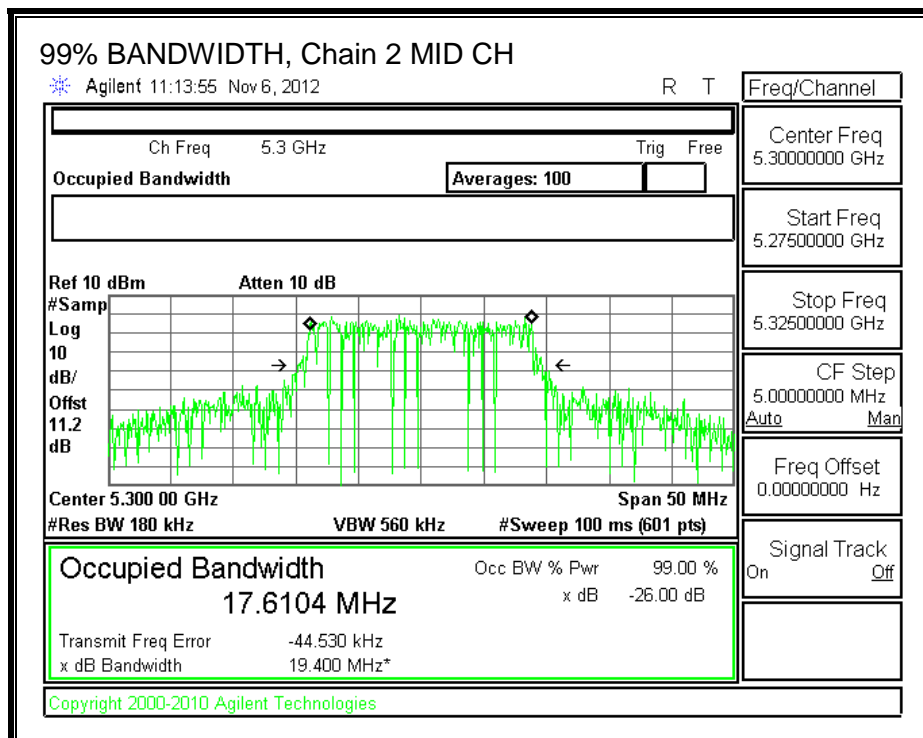 99% BANDWIDTH, Chain 2 MID CH
Agilent 11:13:55 Nov 6, 2012 R T
Freq/Channel
Ch Freq 5.3 GHz Trig Free
Occupied Bandwidth Averages: 100
Center Freq
5.30000000 GHz
Start Freq
5.27500000 GHz
Stop Freq
5.32500000 GHz
CF Step
5.00000000 MHz
Auto Man
Freq Offset
0.00000000 Hz
Signal Track
On Off
Ref 10 dBm Atten 10 dB
#Samp
Log
10
dB/
Offst
11.2
dB
Center 5.300 00 GHz Span 50 MHz
#Res BW 180 kHz VBW 560 kHz #Sweep 100 ms (601 pts)
Occupied Bandwidth Occ BW % Pwr 99.00 %
17.6104 MHz x dB -26.00 dB
Transmit Freq Error -44.530 kHz
x dB Bandwidth 19.400 MHz*
Copyright 2000-2010 Agilent Technologies